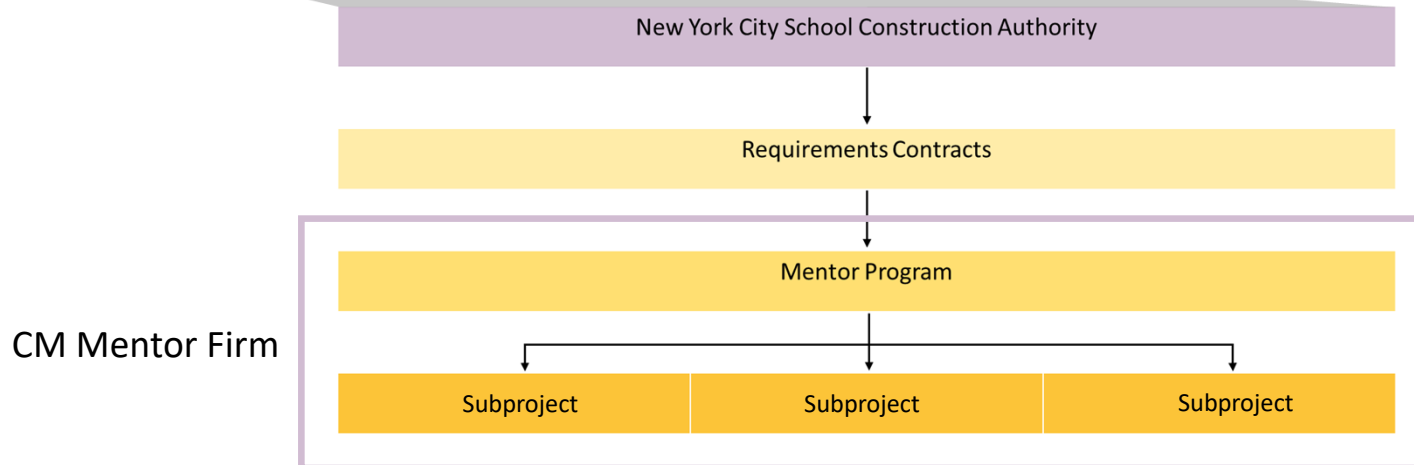 New York City School Construction Authority
Requirements Contracts
Mentor Program
CM Mentor Firm
Subproject
Subproject
Subproject